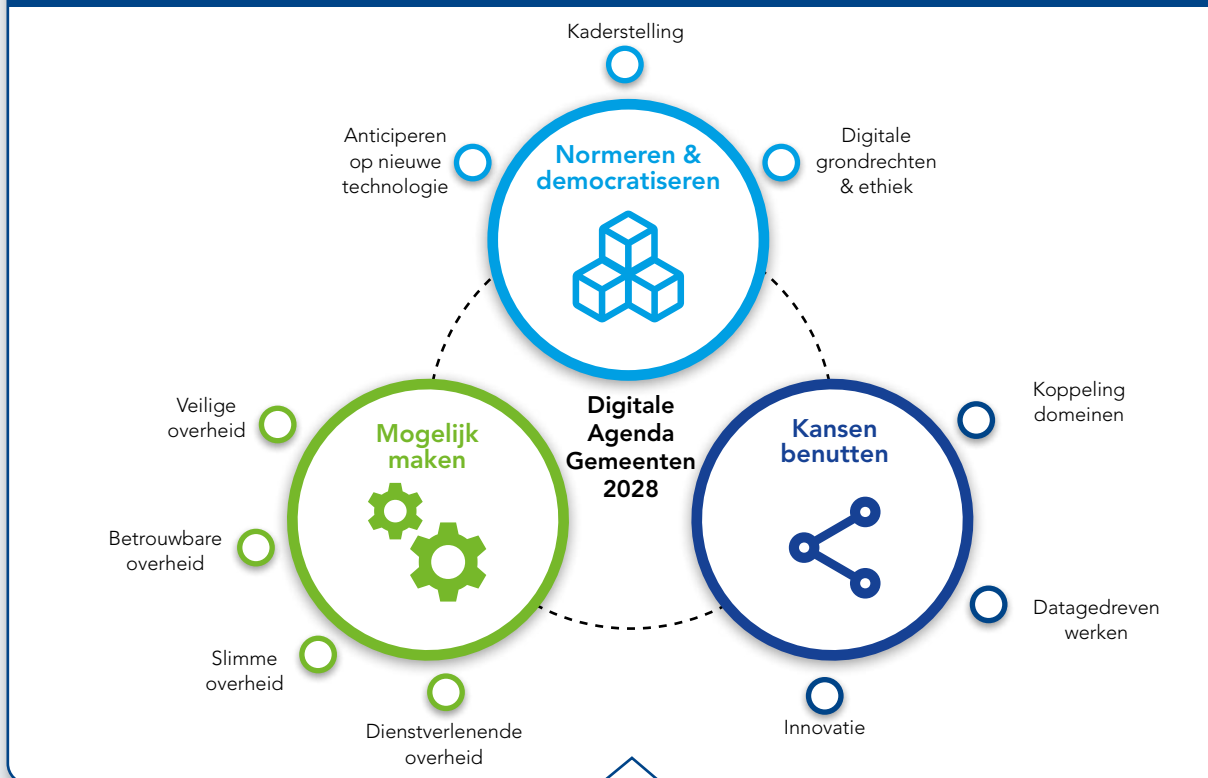 Kaderstelling
Anticiperen
op nieuwe
technologie
Normeren &
democratiseren
Digitale
grondrechten
& ethiek
Digitale
Agenda
Gemeenten
2028
Veilige
overheid
Mogelijk
maken
Betrouwbare
overheid
Slimme
overheid
Dienstverlenende
overheid
Kansen
benutten
Koppeling
domeinen
Datagedreven
werken
Innovatie